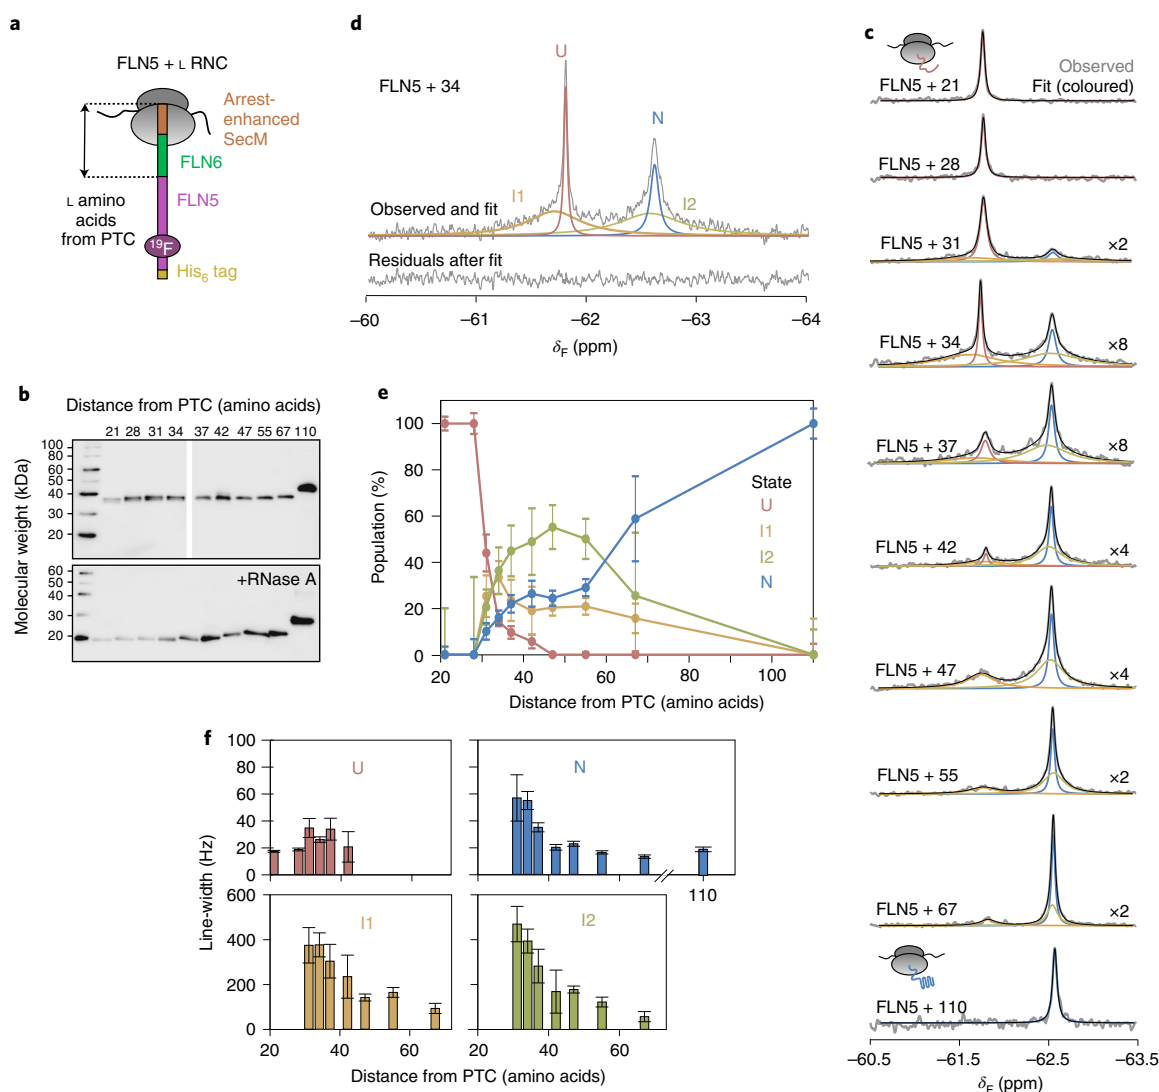 a
FLN5 + L RNC
Arrest-
enhanced
SecM
FLN6
FLN5
L amino
acids
from PTC
19F
His6 tag
d
FLN5 + 34
U
N
I1
I2
Observed and fit
Residuals after fit
−60
−61
−62
−63
−64
δF (ppm)
c
Observed
Fit (coloured)
FLN5 + 21
FLN5 + 28
FLN5 + 31
×2
FLN5 + 34
×8
FLN5 + 37
×8
FLN5 + 42
×4
FLN5 + 47
×4
FLN5 + 55
×2
FLN5 + 67
×2
FLN5 + 110
−60.5
−61.5
−62.5
−63.5
δF (ppm)
b
Distance from PTC (amino acids)
21 28 31 34 37 42 47 55 67 110
100
80
60
50
40
30
20
+RNase A
60
50
40
30
20
Molecular weight (kDa)
e
100
80
60
40
20
0
Population (%)
State
U
I1
I2
N
20 40 60 80 100
Distance from PTC (amino acids)
f
100
80
60
40
20
0
U
N
110
Line-width (Hz)
600
400
200
0
I1
I2
20 40 60
20 40 60
Distance from PTC (amino acids)